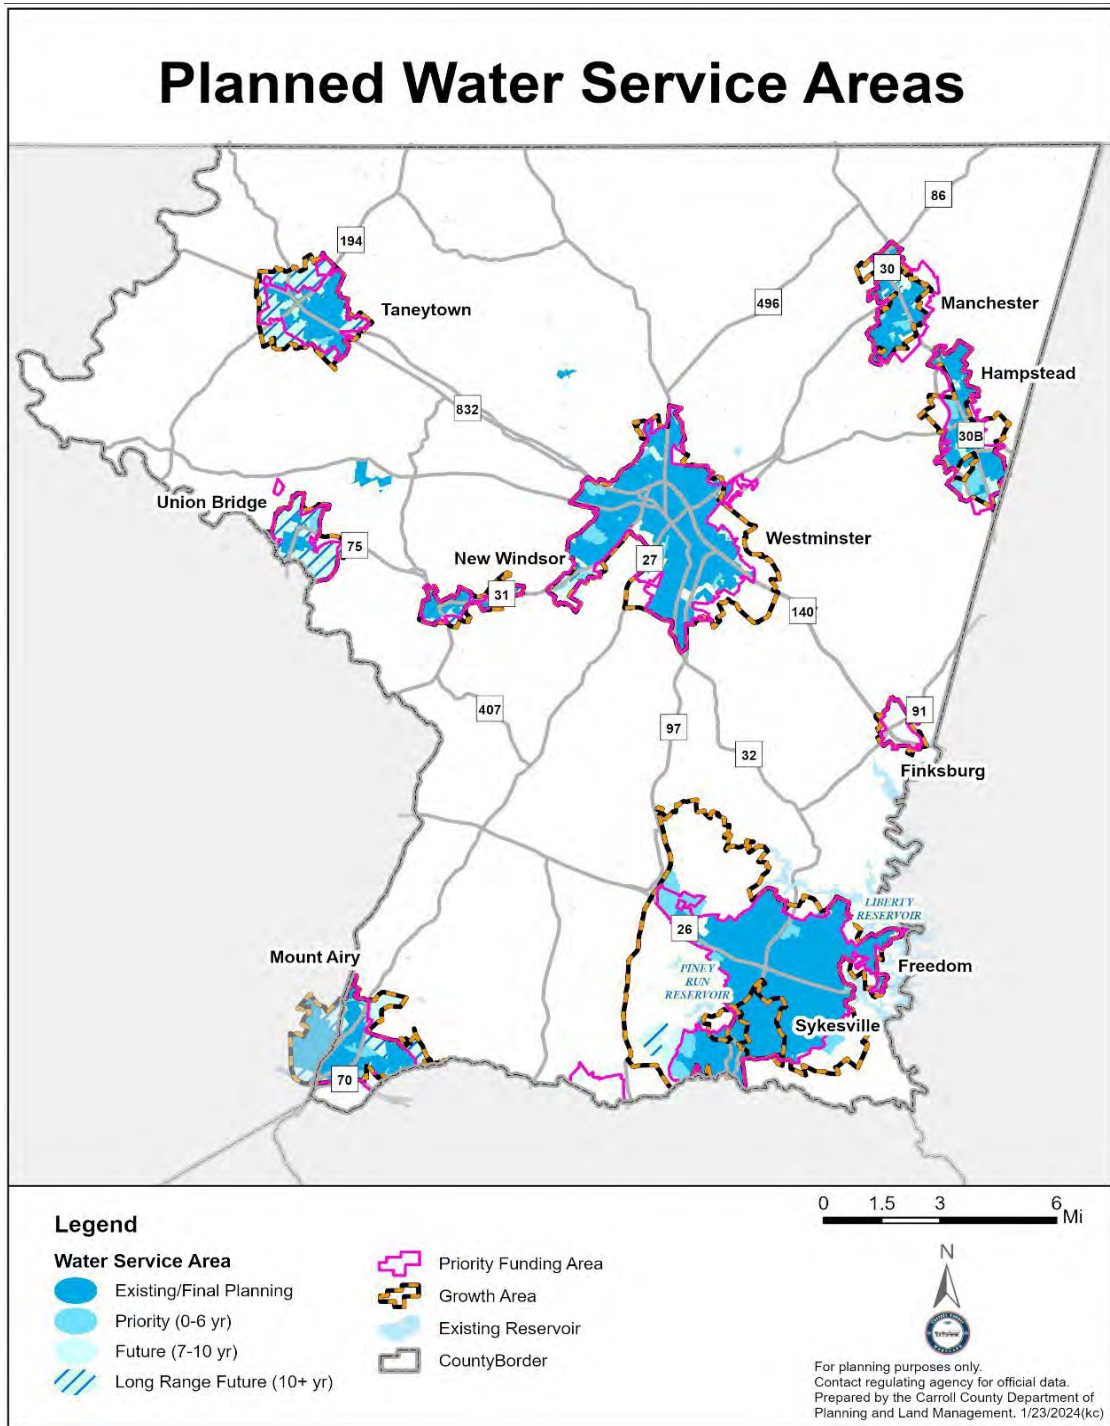 Planned Water Service Areas
86
194
30
496
Manchester
Taneytown
Hampstead
832
30B
Union Bridge
75
New Windsor
27
Westminster
31
140
407
97
91
32
Finksburg
LIBERTY
RESERVOIR
26
Mount Airy
PINEY
RUN
RESERVOIR
Freedom
Sykesville
70
Legend
Water Service Area
Existing/Final Planning
Priority (0-6 yr)
Future (7-10 yr)
Long Range Future (10+ yr)
Priority Funding Area
Growth Area
Existing Reservoir
CountyBorder
0 1.5 3 6
Mi
N
For planning purposes only.
Contact regulating agency for official data.
Prepared by the Carroll County Department of
Planning and Land Management. 1/23/2024(kc)